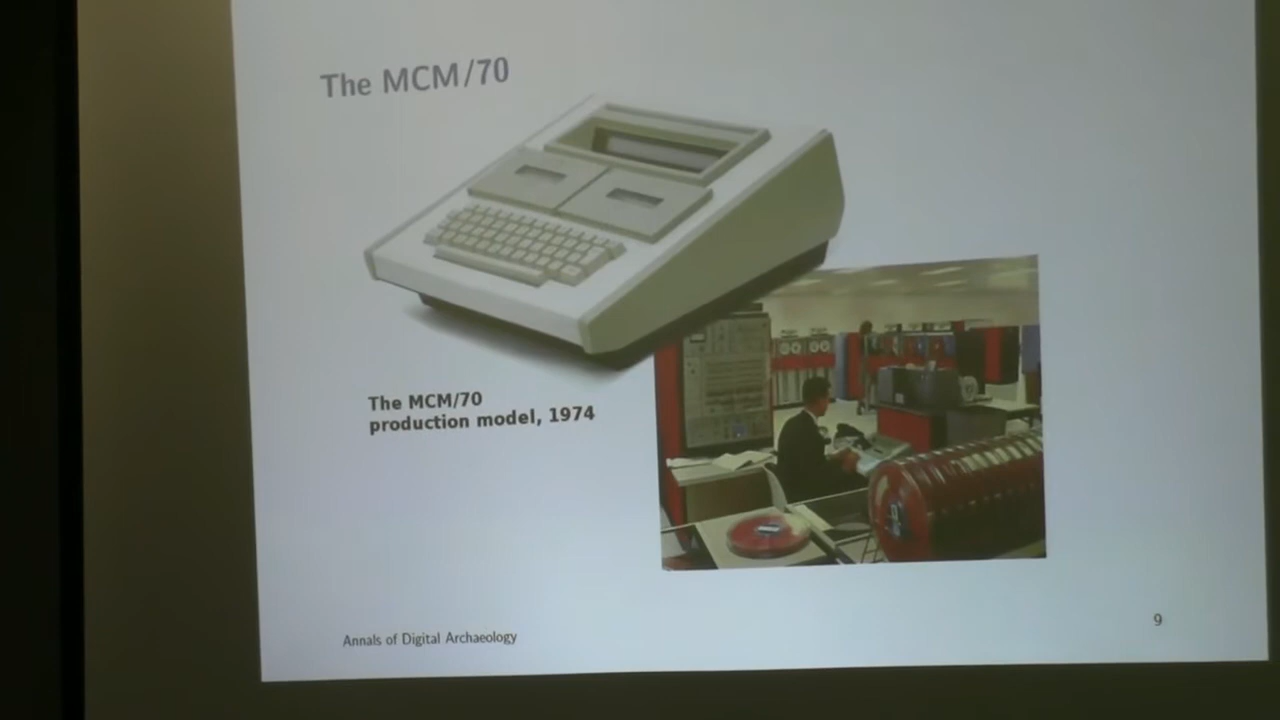 The MCM/70
The MCM/70
production model, 1974
Annals of Digital Archaeology
9